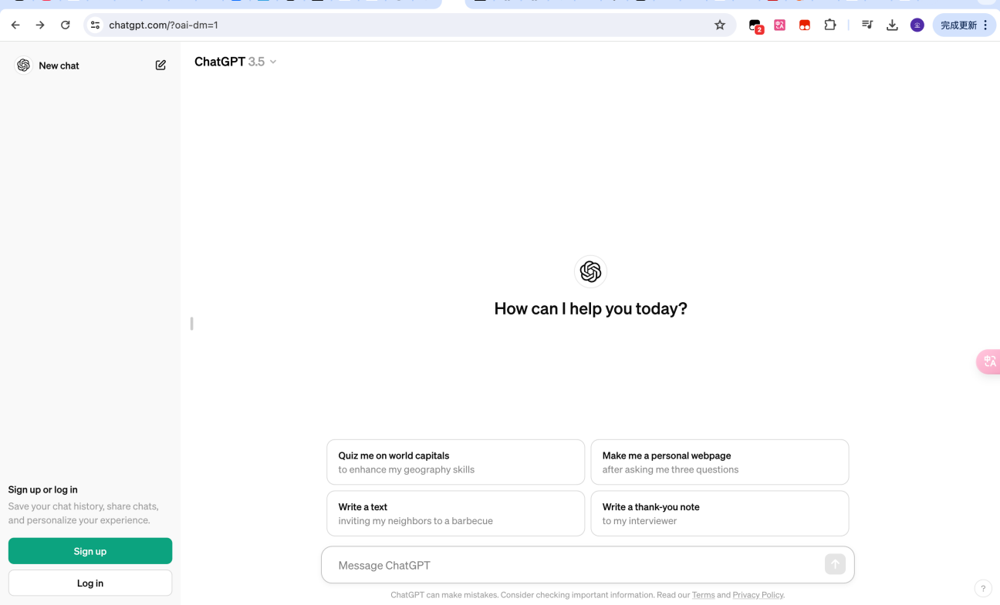 chatgpt.com/?oai-dm=1
2
完成更新
New chat
ChatGPT 3.5
How can I help you today?
Quiz me on world capitals
to enhance my geography skills
Make me a personal webpage
after asking me three questions
Write a text
inviting my neighbors to a barbecue
Write a thank-you note
to my interviewer
Sign up or log in
Save your chat history, share chats,
and personalize your experience.
Sign up
Log in
Message ChatGPT
ChatGPT can make mistakes. Consider checking important information. Read our Terms and Privacy Policy.
?